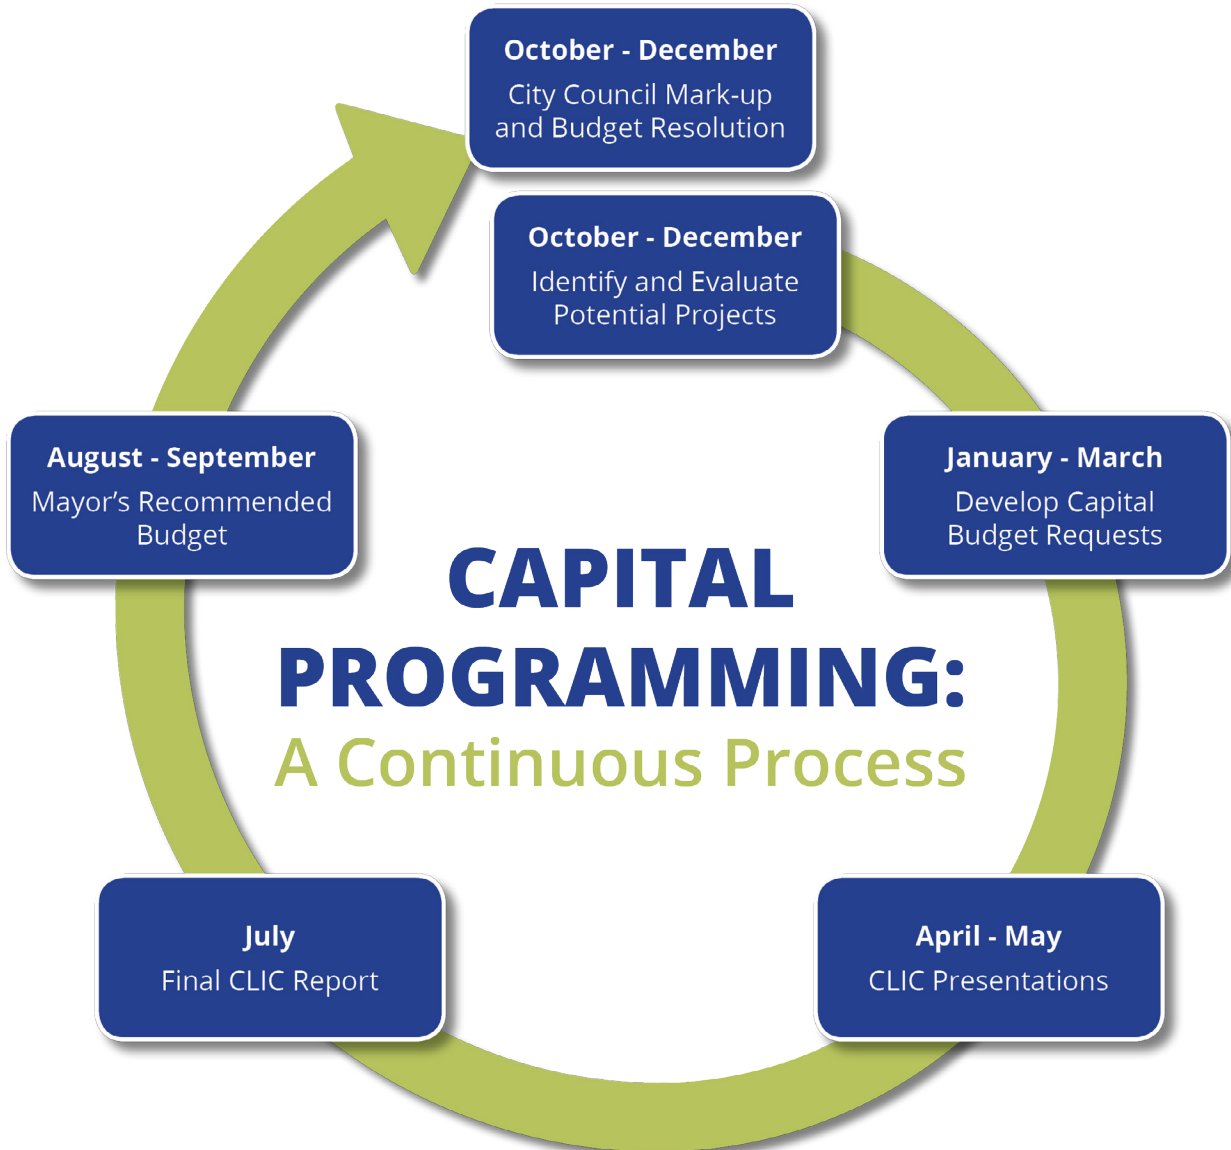 October - December
City Council Mark-up
and Budget Resolution
October - December
Identify and Evaluate
Potential Projects
August - September
Mayor’s Recommended
Budget
January - March
Develop Capital
Budget Requests
CAPITAL
PROGRAMMING:
A Continuous Process
July
Final CLIC Report
April - May
CLIC Presentations